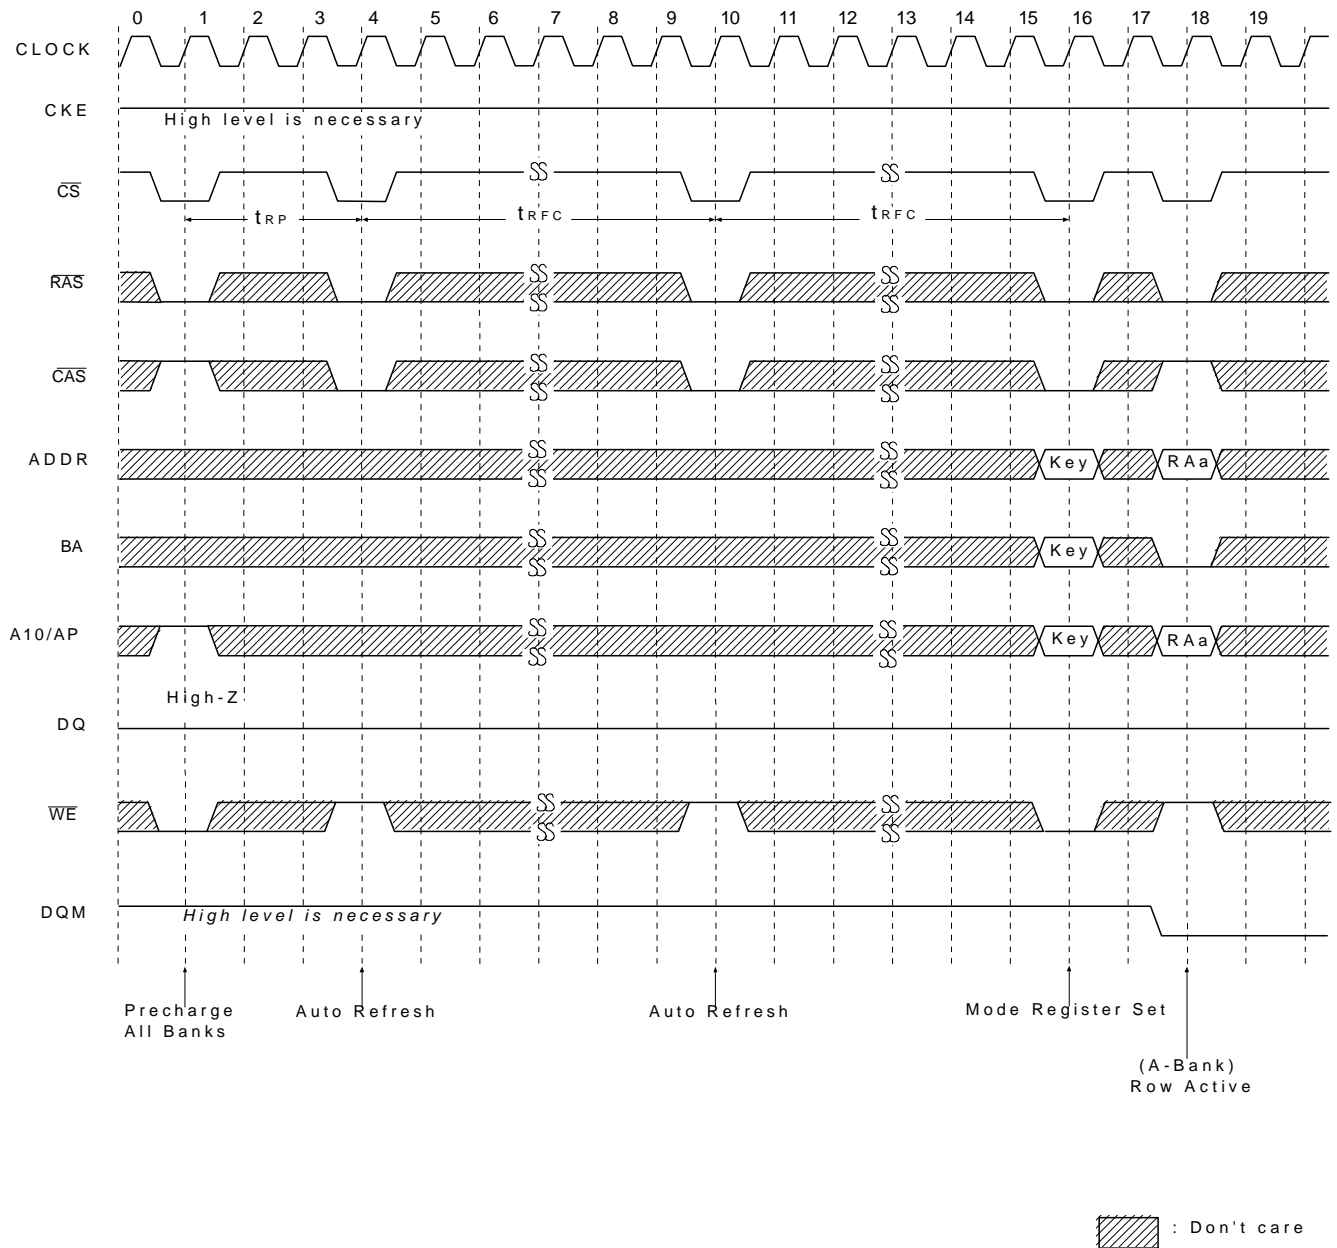 0 1 2 3 4 5 6 7 8 9 10 11 12 13 14 15 16 17 18 19
CLOCK
CKE
High level is necessary
CS
tRP tRFC tRFC
RAS
CAS
ADDR Key RAa
BA Key
A10/AP Key RAa
High-Z
DQ
WE
DQM High level is necessary
Precharge
All Banks
Auto Refresh
Auto Refresh
Mode Register Set
(A-Bank)
Row Active
: Don't care